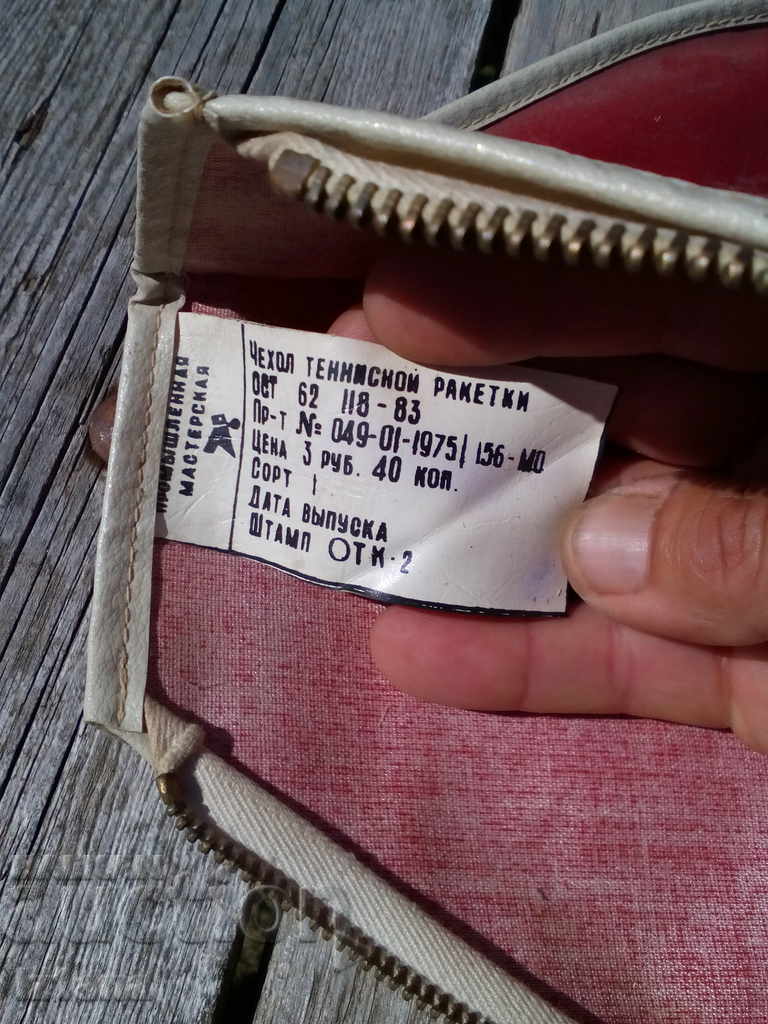 ПРОМЫШЛЕННАЯ
МАСТЕРСКАЯ
ЧЕХОЛ ТЕННИСНОЙ РАКЕТКИ
ОСТ 62 118-83
ПР-Т № 049-01-1975/156-МО
ЦЕНА 3 РУБ. 40 КОП.
СОРТ 1
ДАТА ВЫПУСКА
ШТАМП ОТК-2
auction